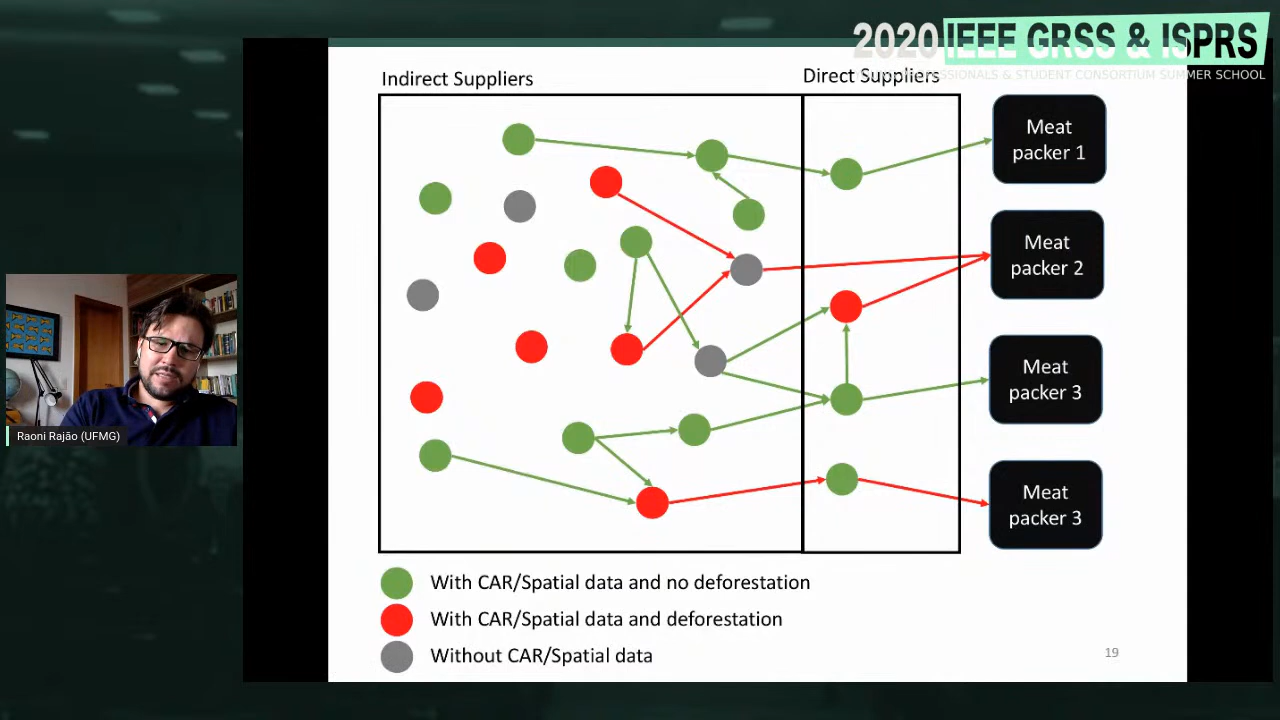 2020 IEEE GRSS & ISPRS
PROFESSIONALS & STUDENT CONSORTIUM SUMMER SCHOOL
Indirect Suppliers
Direct Suppliers
Meat
packer 1
Meat
packer 2
Meat
packer 3
Meat
packer 3
Raoni Rajão (UFMG)
With CAR/Spatial data and no deforestation
With CAR/Spatial data and deforestation
Without CAR/Spatial data
19